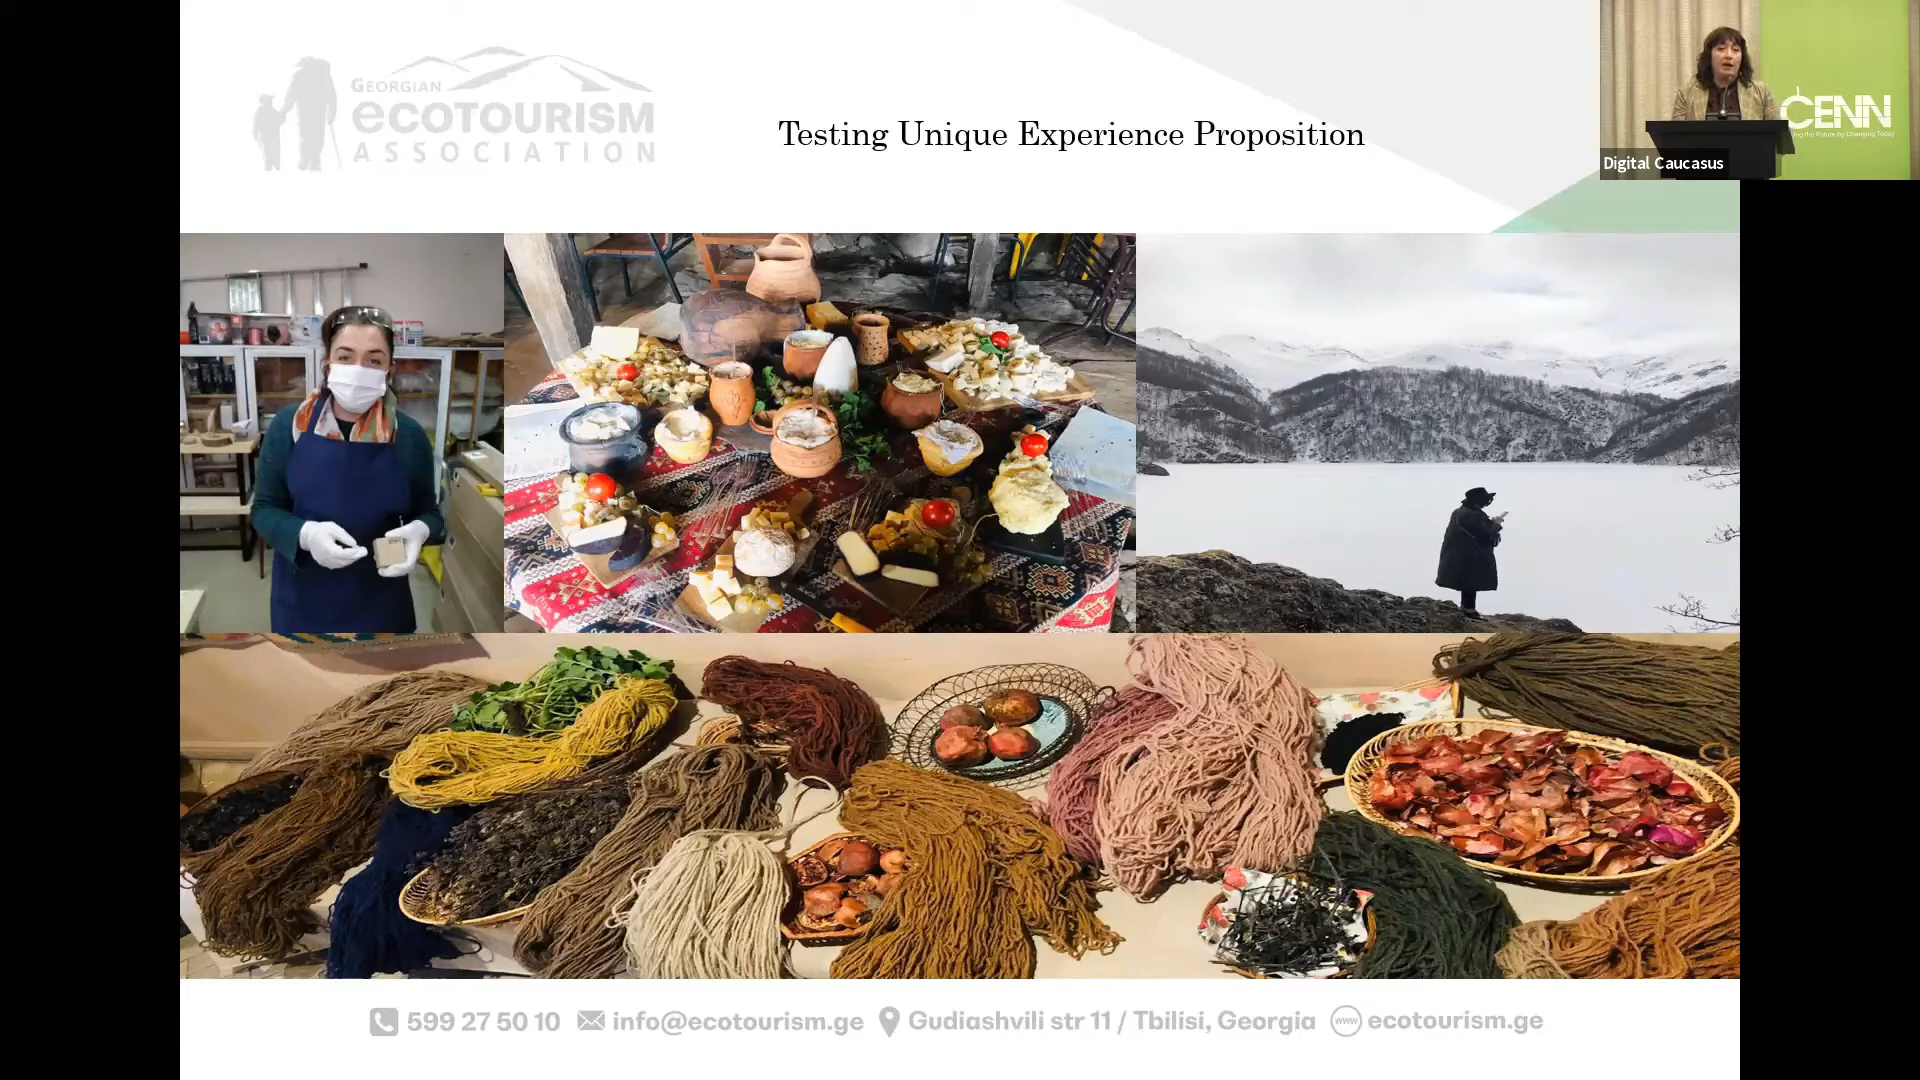 GEORGIAN
ecotourism
ASSOCIATION
Testing Unique Experience Proposition
CENN
Digital Caucasus
599 27 50 10
info@ecotourism.ge
Gudiashvili str 11 / Tbilisi, Georgia
www
ecotourism.ge